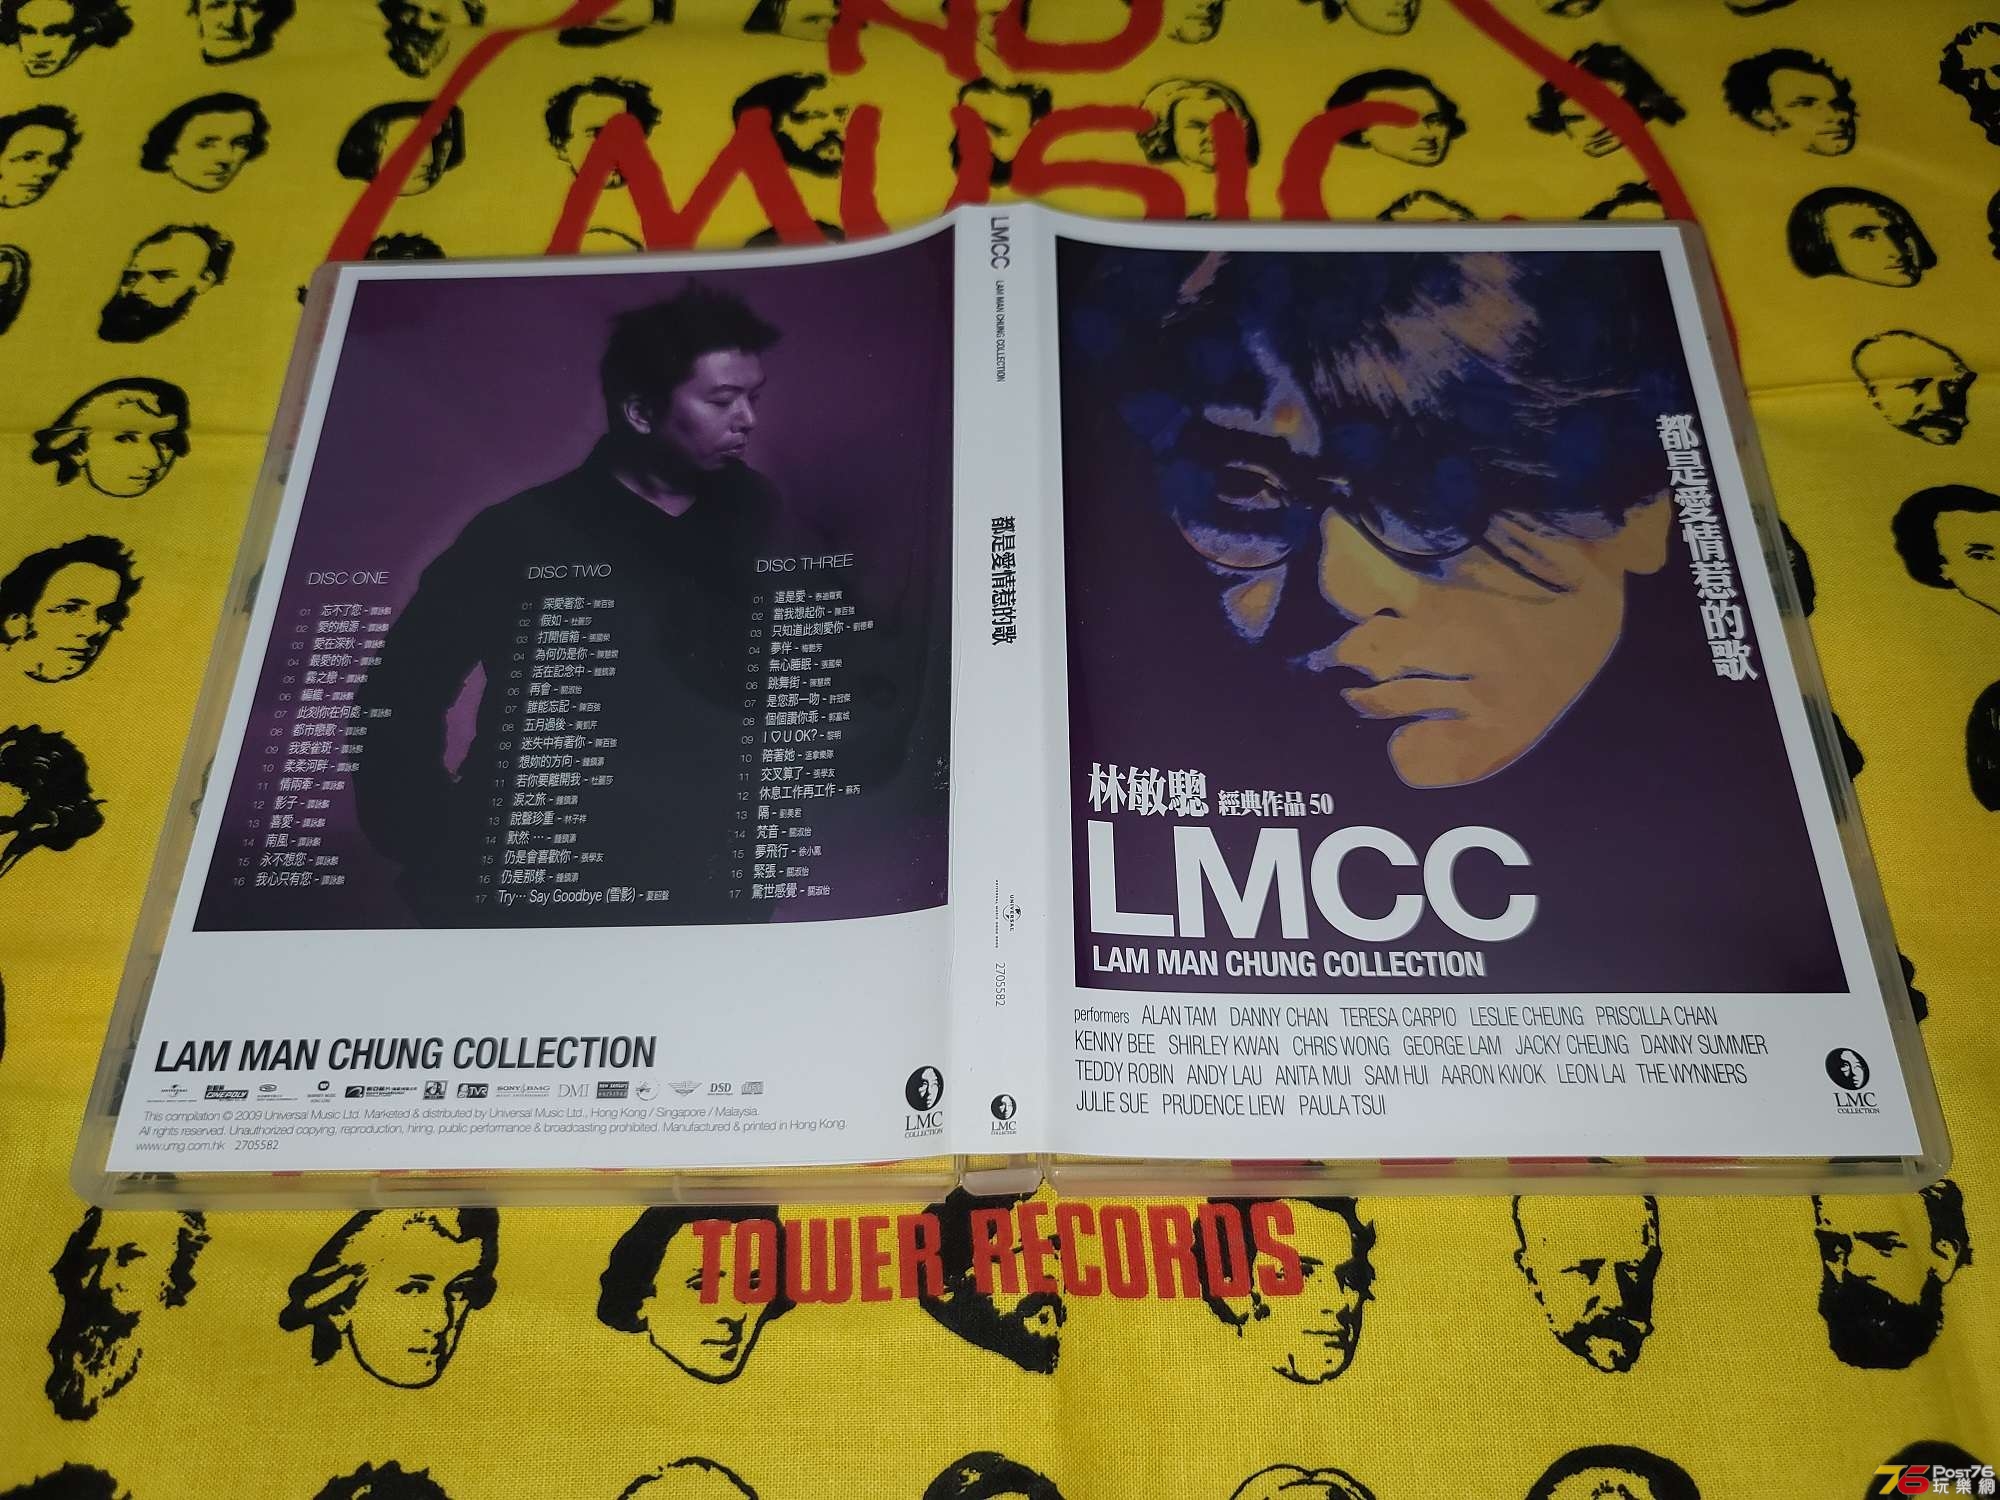 NO
MUSIC
DISC ONE
01 忘不了您 - 譚詠麟
02 愛的根源 - 譚詠麟
03 愛在深秋 - 譚詠麟
04 最愛的你 - 譚詠麟
05 霧之戀 - 譚詠麟
06 編織 - 譚詠麟
07 此刻你在何處 - 譚詠麟
08 都市戀歌 - 譚詠麟
09 我愛雀斑 - 譚詠麟
10 柔柔河畔 - 譚詠麟
11 情兩牽 - 譚詠麟
12 影子 - 譚詠麟
13 喜愛 - 譚詠麟
14 南風 - 譚詠麟
15 永不想您 - 譚詠麟
16 我心只有您 - 譚詠麟
DISC TWO
01 深愛著您 - 陳百強
02 假如 - 杜麗莎
03 打開信箱 - 張國榮
04 為何仍是你 - 陳慧嫻
05 活在記念中 - 鍾鎮濤
06 再會 - 關淑怡
07 誰能忘記 - 陳百強
08 五月過後 - 黃凱芹
09 迷失中有著你 - 陳百強
10 想妳的方向 - 鍾鎮濤
11 若你要離開我 - 杜麗莎
12 淚之旅 - 鍾鎮濤
13 說聲珍重 - 林子祥
14 默然… - 鍾鎮濤
15 仍是會喜歡你 - 張學友
16 仍是那樣 - 鍾鎮濤
17 Try… Say Goodbye (雪影) - 夏韶聲
DISC THREE
01 這是愛 - 泰迪羅賓
02 當我想起你 - 陳百強
03 只知道此刻愛你 - 劉德華
04 夢伴 - 梅艷芳
05 無心睡眠 - 張國榮
06 跳舞街 - 陳慧嫻
07 是您那一吻 - 許冠傑
08 個個讚你乖 - 郭富城
09 I ♡ U OK? - 黎明
10 陪著她 - 溫拿樂隊
11 交叉算了 - 張學友
12 休息工作再工作 - 蘇芮
13 隔 - 劉美君
14 梵音 - 關淑怡
15 夢飛行 - 徐小鳳
16 緊張 - 關淑怡
17 驚世感覺 - 關淑怡
LAM MAN CHUNG COLLECTION
UNIVERSAL CINEPOLY TVR SONY BMG DMI DSD
This compilation © 2009 Universal Music Ltd. Marketed & distributed by Universal Music Ltd., Hong Kong / Singapore / Malaysia.
All rights reserved. Unauthorized copying, reproduction, hiring, public performance & broadcasting prohibited. Manufactured & printed in Hong Kong.
www.umg.com.hk 2705582
LMC
COLLECTION
LMCC LAM MAN CHUNG COLLECTION
都是愛情惹的歌
UNIVERSAL
2705582
LMC
COLLECTION
都是愛情惹的歌
林敏驄 經典作品50
LMCC
LAM MAN CHUNG COLLECTION
performers ALAN TAM DANNY CHAN TERESA CARPIO LESLIE CHEUNG PRISCILLA CHAN
KENNY BEE SHIRLEY KWAN CHRIS WONG GEORGE LAM JACKY CHEUNG DANNY SUMMER
TEDDY ROBIN ANDY LAU ANITA MUI SAM HUI AARON KWOK LEON LAI THE WYNNERS
JULIE SUE PRUDENCE LIEW PAULA TSUI
LMC
COLLECTION
TOWER RECORDS
76 Post76
玩樂網